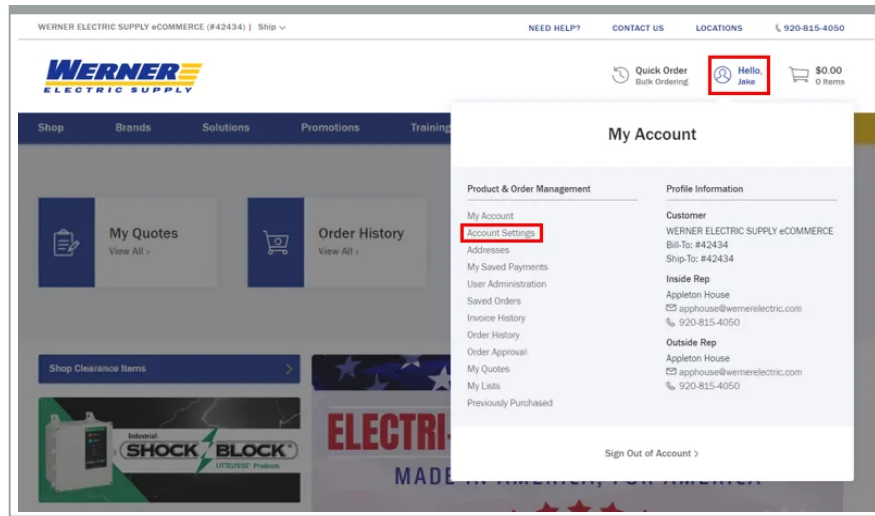 WERNER ELECTRIC SUPPLY eCOMMERCE (#42434) | Ship
NEED HELP?
CONTACT US
LOCATIONS
920-815-4050
WERNER
ELECTRIC SUPPLY
Quick Order
Bulk Ordering
Hello,
Jake
$0.00
0 Items
Shop
Brands
Solutions
Promotions
Training
My Account
My Quotes
View All ›
Order History
View All ›
Product & Order Management
My Account
Account Settings
Addresses
My Saved Payments
User Administration
Saved Orders
Invoice History
Order History
Order Approval
My Quotes
My Lists
Previously Purchased
Profile Information
Customer
WERNER ELECTRIC SUPPLY eCOMMERCE
Bill-To: #42434
Ship-To: #42434
Inside Rep
Appleton House
apphouse@wernerelectric.com
920-815-4050
Outside Rep
Appleton House
apphouse@wernerelectric.com
920-815-4050
Sign Out of Account ›
Shop Clearance Items
Industrial
SHOCK BLOCK
LITTELFUSE Products
ELECTRI-
MADE IN AMERICA, FOR AMERICA